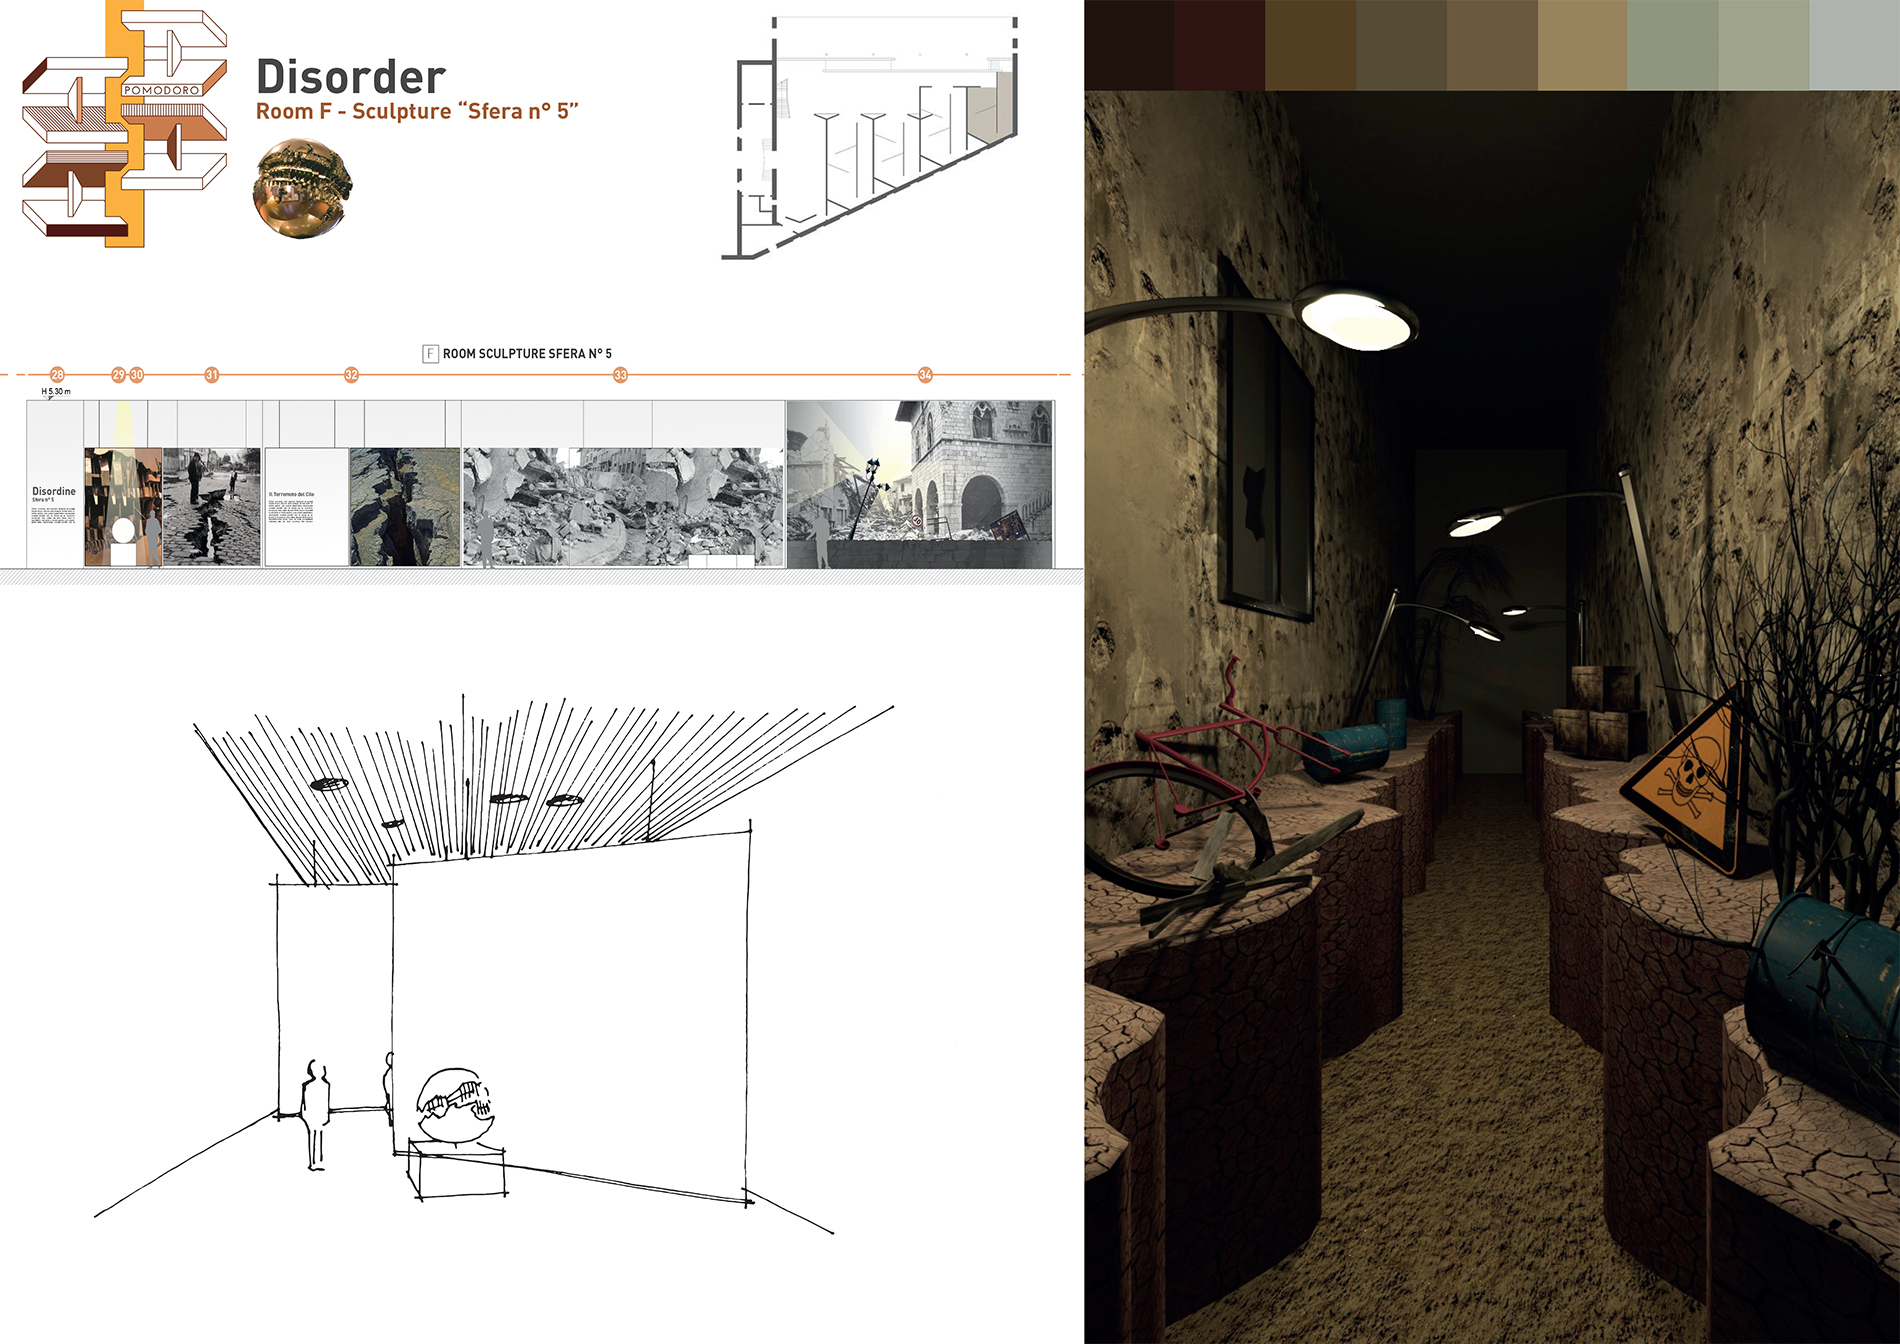 POMODORO
Disorder
Room F - Sculpture “Sfera n° 5”
F ROOM SCULPTURE SFERA N° 5
28 29 30 31 32 33 34
H 5.30 m
Disordine
Sfera n° 5
Il Terremoto del Cile